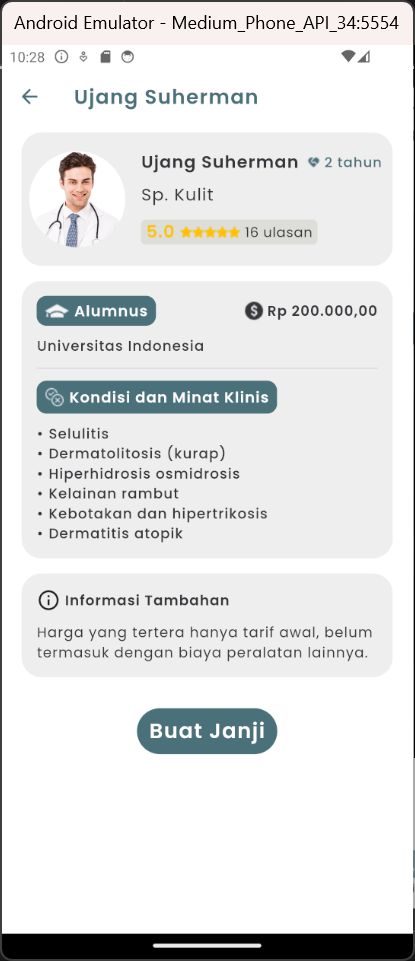 Android Emulator - Medium_Phone_API_34:5554
10:28
Ujang Suherman
Ujang Suherman 2 tahun
Sp. Kulit
5.0 16 ulasan
Alumnus Rp 200.000,00
Universitas Indonesia
Kondisi dan Minat Klinis
• Selulitis
• Dermatolitosis (kurap)
• Hiperhidrosis osmidrosis
• Kelainan rambut
• Kebotakan dan hipertrikosis
• Dermatitis atopik
Informasi Tambahan
Harga yang tertera hanya tarif awal, belum
termasuk dengan biaya peralatan lainnya.
Buat Janji